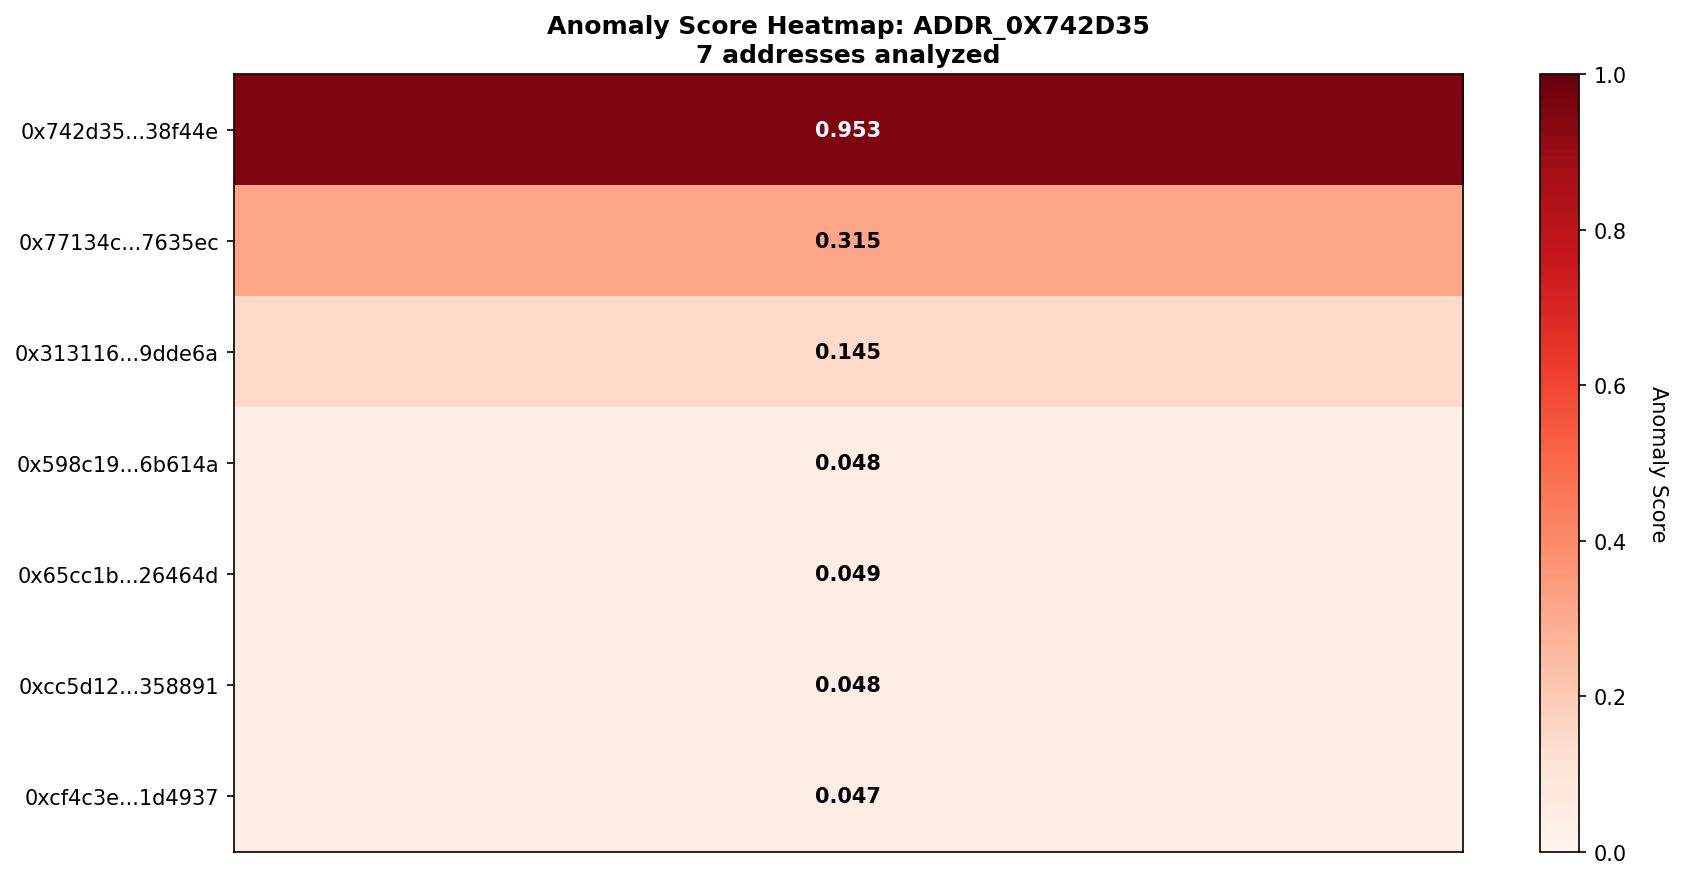 Anomaly Score Heatmap: ADDR_0X742D35
7 addresses analyzed
0x742d35...38f44e
0.953
0x77134c...7635ec
0.315
0x313116...9dde6a
0.145
0x598c19...6b614a
0.048
0x65cc1b...26464d
0.049
0xcc5d12...358891
0.048
0xcf4c3e...1d4937
0.047
1.0
0.8
0.6
0.4
0.2
0.0
Anomaly Score